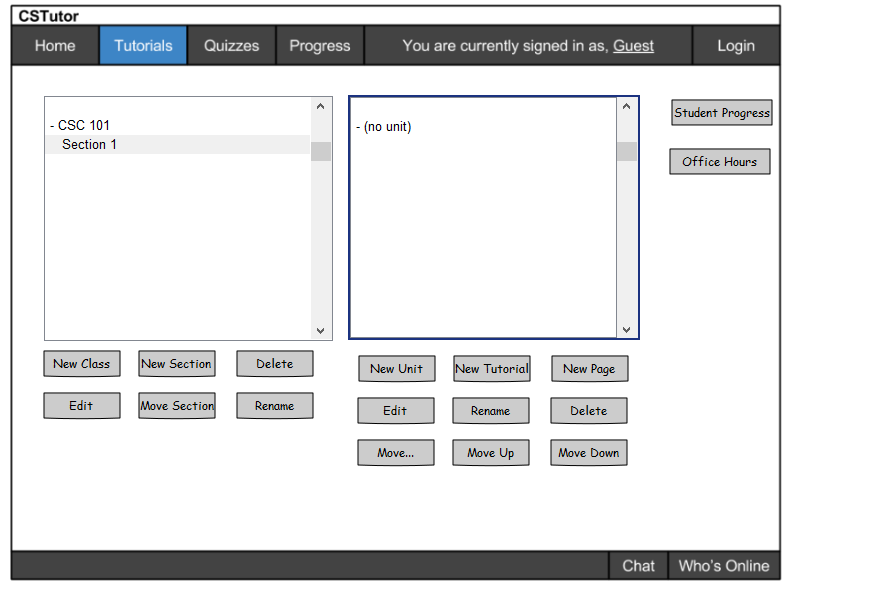 CSTutor
Home Tutorials Quizzes Progress You are currently signed in as, Guest Login
- CSC 101
Section 1
- (no unit)
Student Progress
Office Hours
New Class New Section Delete
Edit Move Section Rename
New Unit New Tutorial New Page
Edit Rename Delete
Move... Move Up Move Down
Chat Who's Online